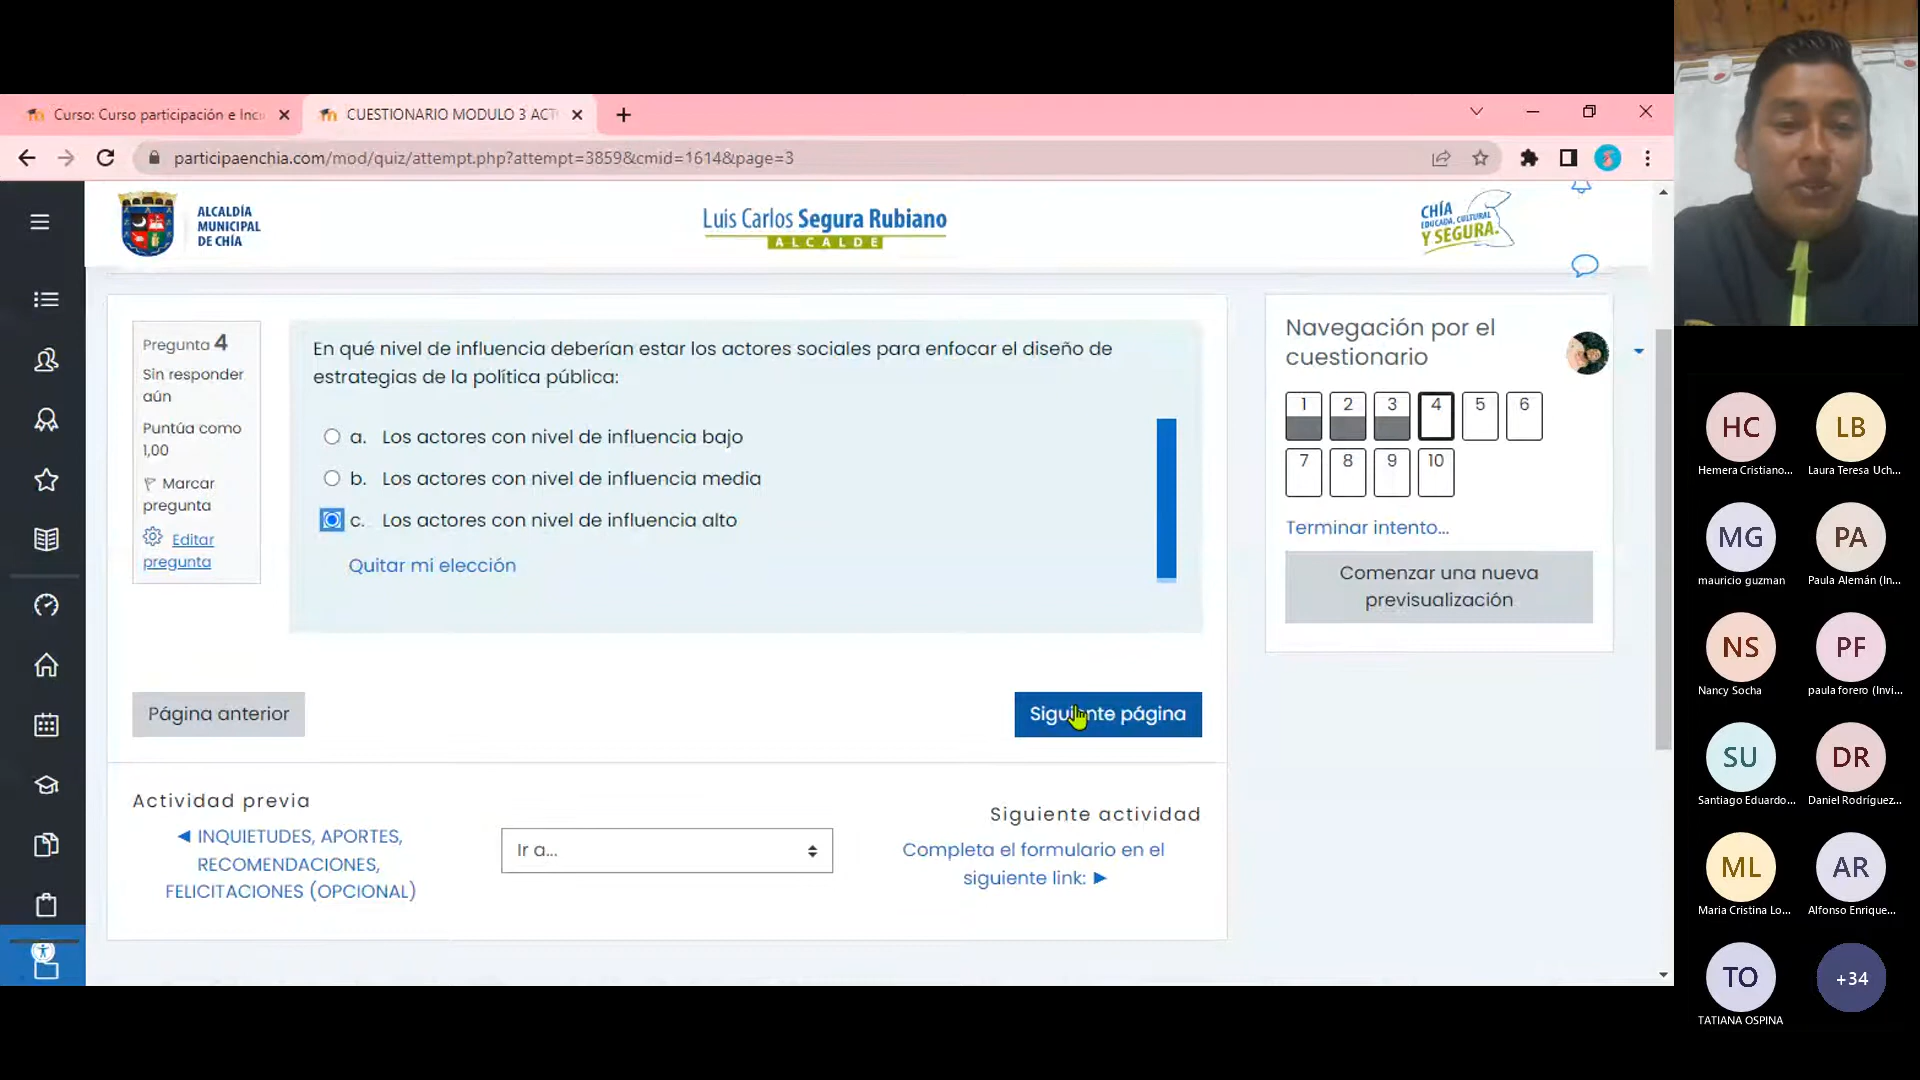 Curso: Curso participación e Inci
CUESTIONARIO MODULO 3 ACT
participaenchia.com/mod/quiz/attempt.php?attempt=3859&cmid=1614&page=3
ALCALDÍA
MUNICIPAL
DE CHÍA
Luis Carlos Segura Rubiano
ALCALDE
CHÍA
EDUCADA, CULTURAL
Y SEGURA.
Pregunta 4
Sin responder
aún
Puntúa como
1,00
Marcar
pregunta
Editar
pregunta
En qué nivel de influencia deberían estar los actores sociales para enfocar el diseño de
estrategias de la política pública:
a. Los actores con nivel de influencia bajo
b. Los actores con nivel de influencia media
c. Los actores con nivel de influencia alto
Quitar mi elección
Página anterior
Siguiente página
Actividad previa
◄ INQUIETUDES, APORTES,
RECOMENDACIONES,
FELICITACIONES (OPCIONAL)
Ir a...
Siguiente actividad
Completa el formulario en el
siguiente link: ►
Navegación por el
cuestionario
1 2 3 4 5 6
7 8 9 10
Terminar intento...
Comenzar una nueva
previsualización
HC LB
Hemera Cristiano... Laura Teresa Uch...
MG PA
mauricio guzman Paula Alemán (In...
NS PF
Nancy Socha paula forero (Invi...
SU DR
Santiago Eduardo... Daniel Rodríguez...
ML AR
Maria Cristina Lo... Alfonso Enrique...
TO +34
TATIANA OSPINA